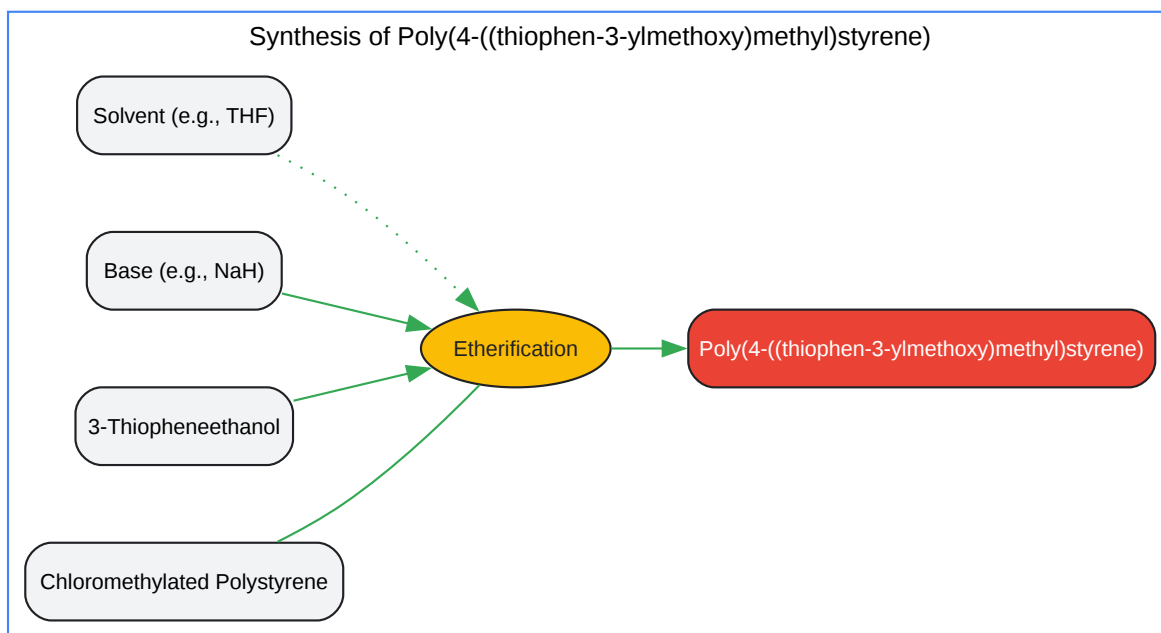 Synthesis of Poly(4-((thiophen-3-ylmethoxy)methyl)styrene)
Solvent (e.g., THF)
Base (e.g., NaH)
Etherification
Poly(4-((thiophen-3-ylmethoxy)methyl)styrene)
3-Thiopheneethanol
Chloromethylated Polystyrene